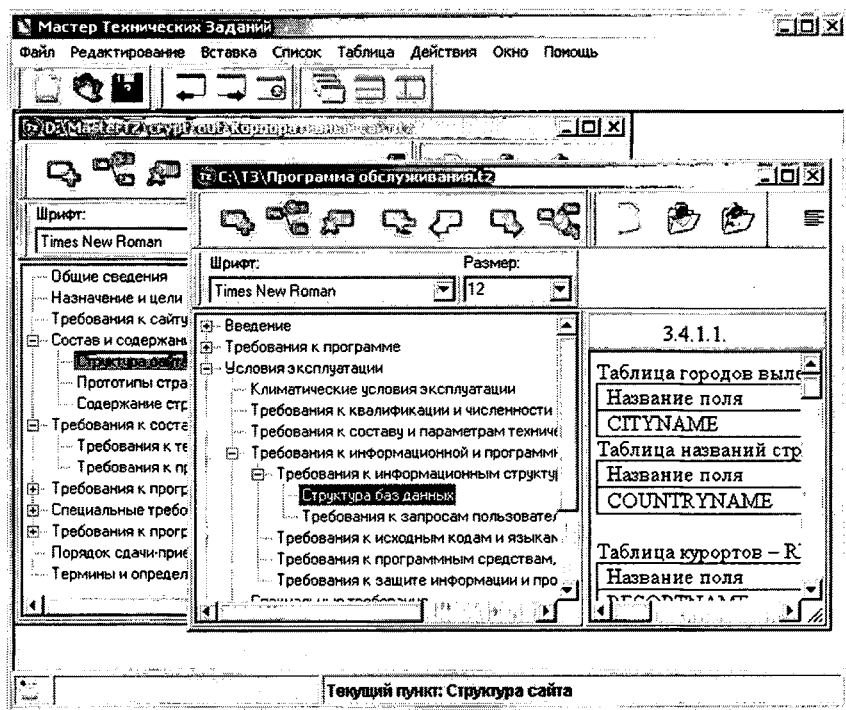 Мастер Технических Заданий
Файл Редактирование Вставка Список Таблица Действия Окно Помощь
Шрифт:
Times New Roman
Общие сведения
Назначение и цели
Требования к сайту
Состав и содержани
Структура сайта
Прототипы стра
Содержание стр
Требования к соста
Требования к те
Требования к пр
Требования к прогр
Специальные требо
Требования к прогр
Порядок сдачи-прие
Термины и определ
C:\ТЗ\Программа обслуживания.tz
Шрифт: Размер:
Times New Roman 12
Введение
Требования к программе
Условия эксплуатации
Климатические условия эксплуатации
Требования к квалификации и численности
Требования к составу и параметрам техниче
Требования к информационной и программн
Требования к информационным структу
Структура баз данных
Требования к запросам пользовател
Требования к исходным кодам и языкам
Требования к программным средствам,
Требования к защите информации и про
Специальные требования
3.4.1.1.
Таблица городов выле
Название поля
CITYNAME
Таблица названий стр
Название поля
COUNTRYNAME
Таблица курортов – R
Название поля
RESORTNAME
Текущий пункт: Структура сайта